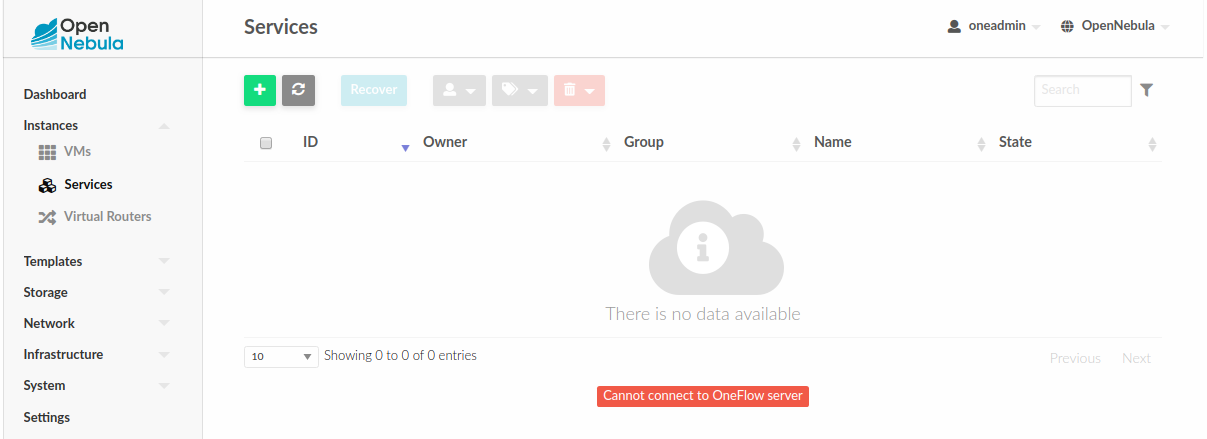 Open
Nebula
Services
oneadmin
OpenNebula
Dashboard
Instances
VMs
Services
Virtual Routers
Templates
Storage
Network
Infrastructure
System
Settings
Recover
Search
ID Owner Group Name State
There is no data available
10 Showing 0 to 0 of 0 entries
Previous Next
Cannot connect to OneFlow server